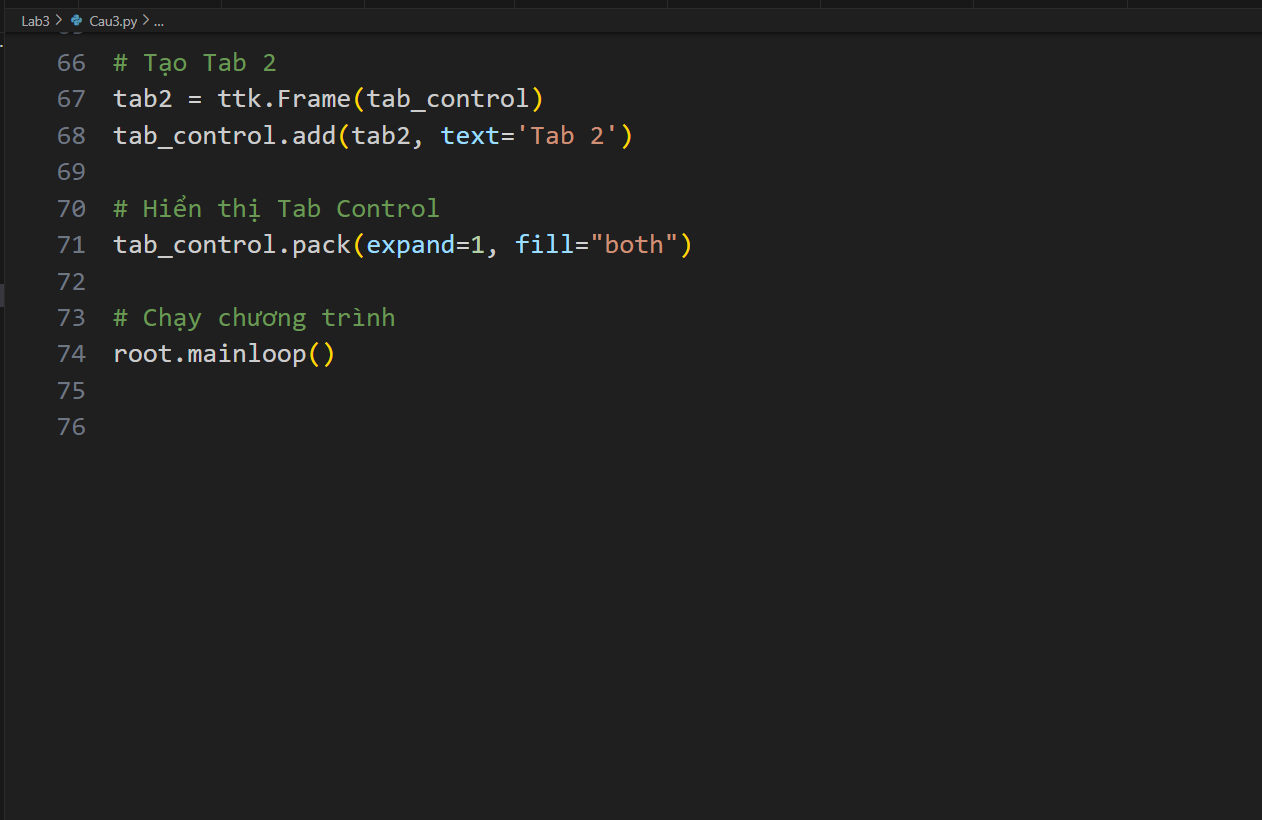 Lab3 > Cau3.py > ...
66 # Tạo Tab 2
67 tab2 = ttk.Frame(tab_control)
68 tab_control.add(tab2, text='Tab 2')
69
70 # Hiển thị Tab Control
71 tab_control.pack(expand=1, fill="both")
72
73 # Chạy chương trình
74 root.mainloop()
75
76